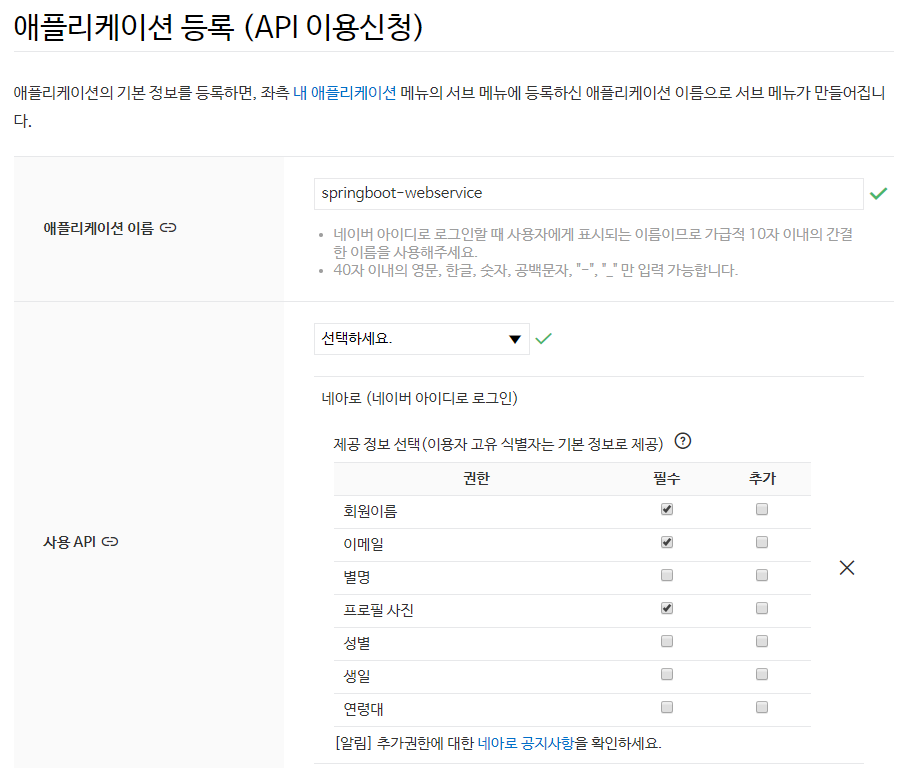 애플리케이션 등록 (API 이용신청)
애플리케이션의 기본 정보를 등록하면, 좌측 내 애플리케이션 메뉴의 서브 메뉴에 등록하신 애플리케이션 이름으로 서브 메뉴가 만들어집니
다.
애플리케이션 이름
springboot-webservice
• 네이버 아이디로 로그인할 때 사용자에게 표시되는 이름이므로 가급적 10자 이내의 간결
한 이름을 사용해주세요.
• 40자 이내의 영문, 한글, 숫자, 공백문자, "-", "_" 만 입력 가능합니다.
사용 API
선택하세요.
네아로 (네이버 아이디로 로그인)
제공 정보 선택(이용자 고유 식별자는 기본 정보로 제공) ?
권한 필수 추가
회원이름
이메일
별명
프로필 사진
성별
생일
연령대
[알림] 추가권한에 대한 네아로 공지사항을 확인하세요.